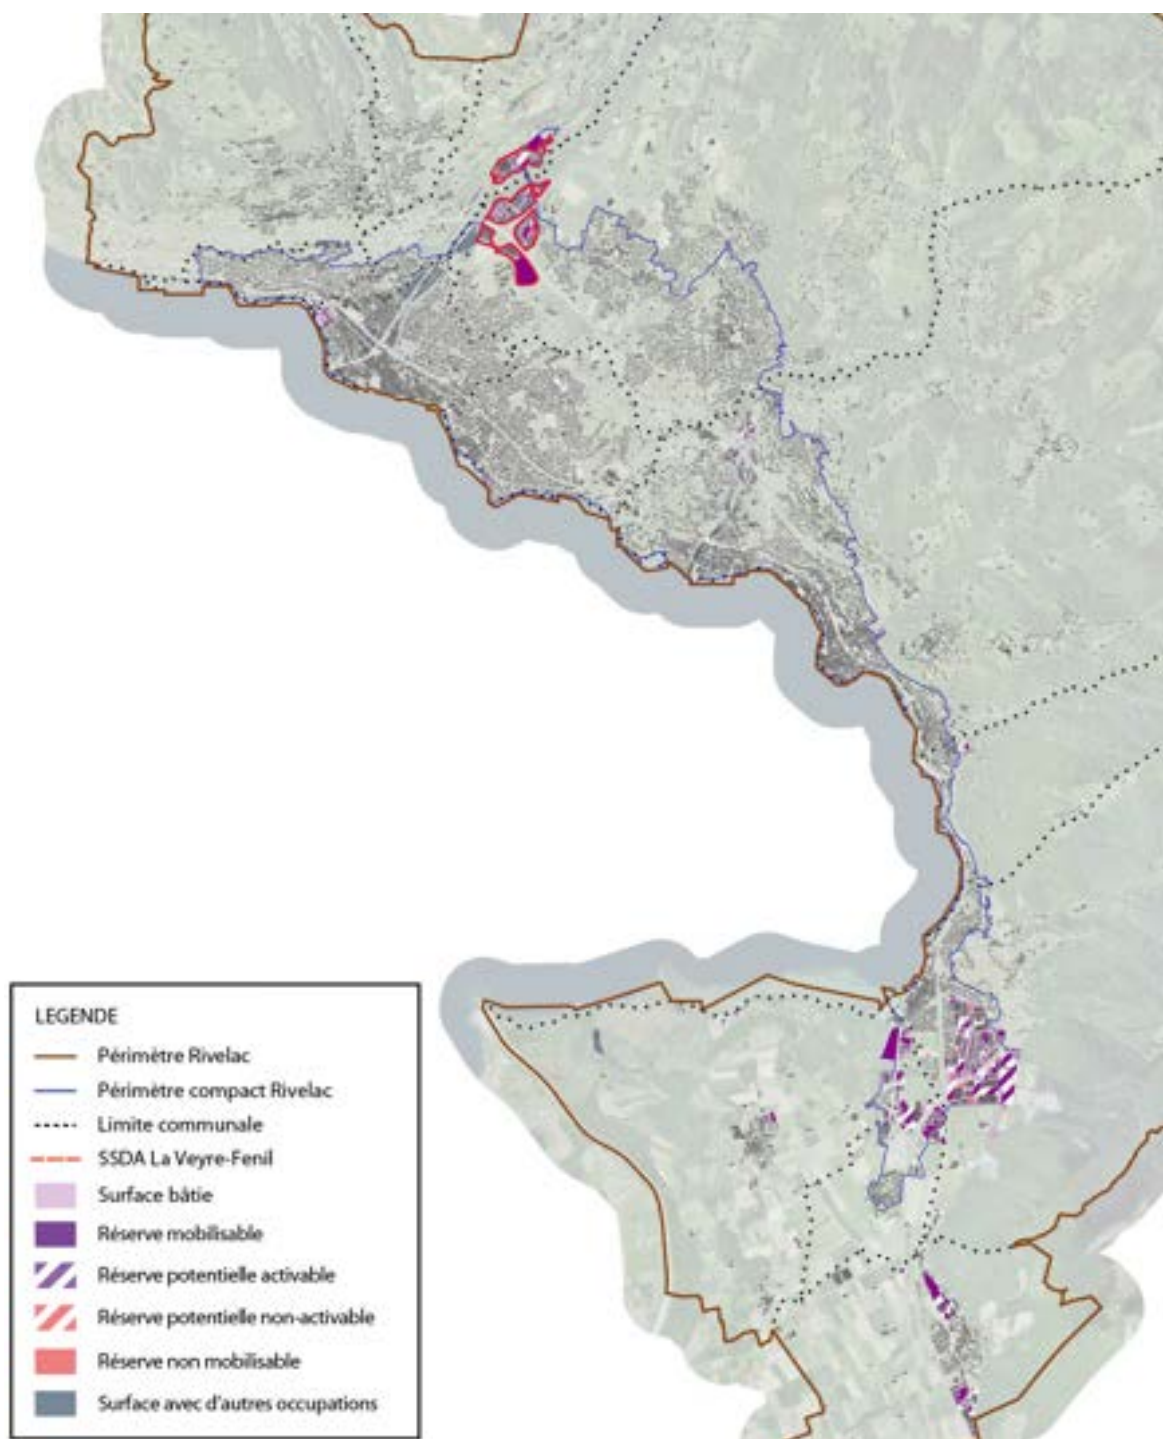 LEGENDE
Périmètre Rivelac
Périmètre compact Rivelac
Limite communale
SSDA La Veyre-Fenil
Surface bâtie
Réserve mobilisable
Réserve potentielle activable
Réserve potentielle non-activable
Réserve non mobilisable
Surface avec d'autres occupations